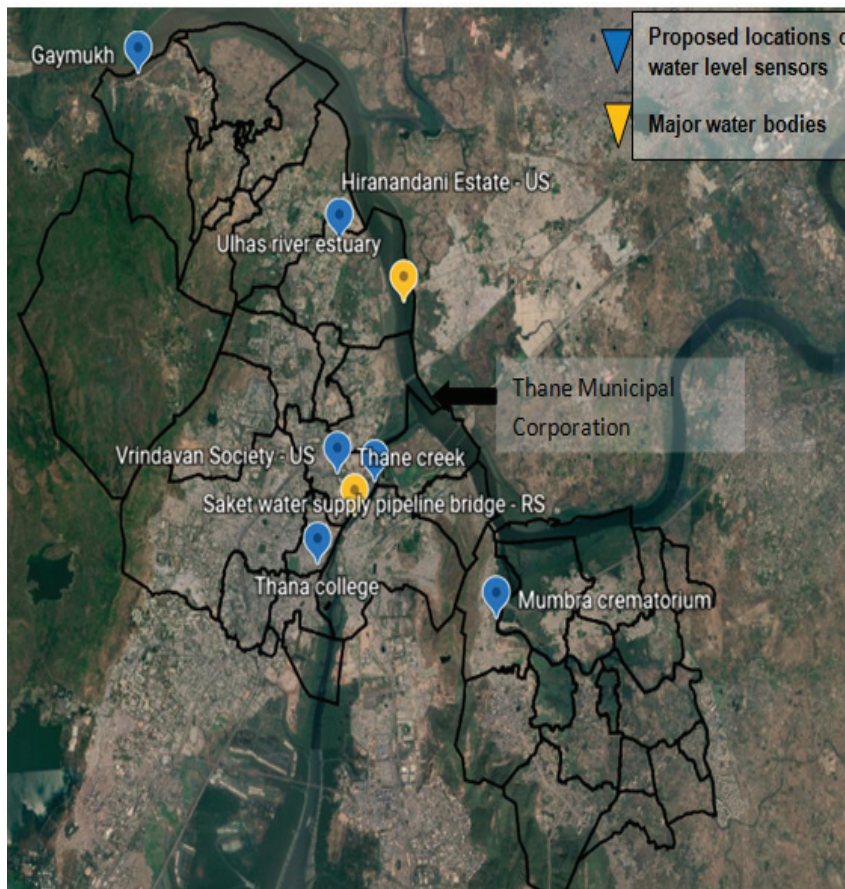 Gaymukh
Proposed locations o
water level sensors
Major water bodies
Hiranandani Estate - US
Ulhas river estuary
Thane Municipal
Corporation
Vrindavan Society - US
Thane creek
Saket water supply pipeline bridge - RS
Thana college
Mumbra crematorium